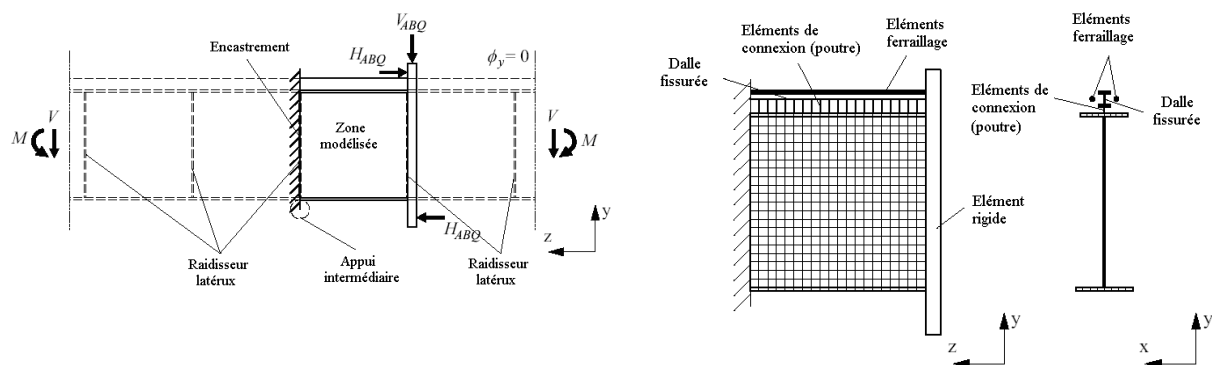 V_ABQ
Encastrement
H_ABQ
ϕ_y = 0
V
M
Zone
modélisée
V
M
H_ABQ
y
z
Raidisseur
latérux
Appui
intermédiaire
Raidisseur
latérux
Eléments de
connexion (poutre)
Eléments
ferraillage
Dalle
fissurée
Elément
rigide
y
z
Eléments
ferraillage
Eléments de
connexion
(poutre)
Dalle
fissurée
y
x